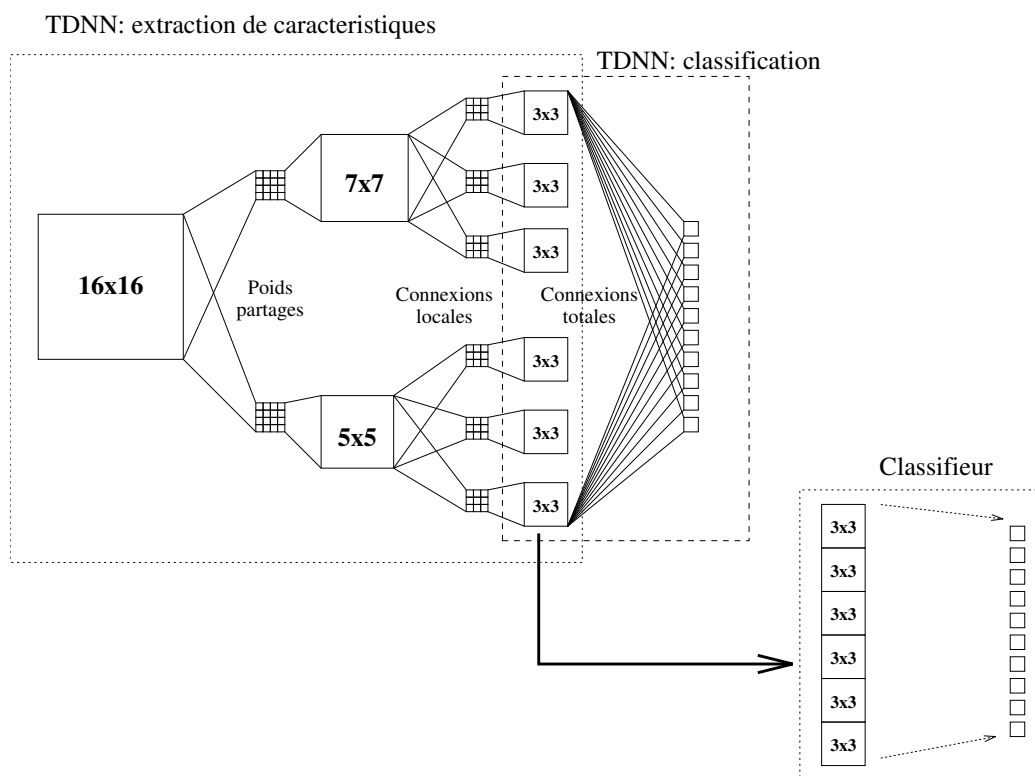 TDNN: extraction de caracteristiques
TDNN: classification
3x3
7x7
3x3
3x3
16x16
Poids
partages
Connexions
locales
Connexions
totales
3x3
5x5
3x3
3x3
Classifieur
3x3
3x3
3x3
3x3
3x3
3x3